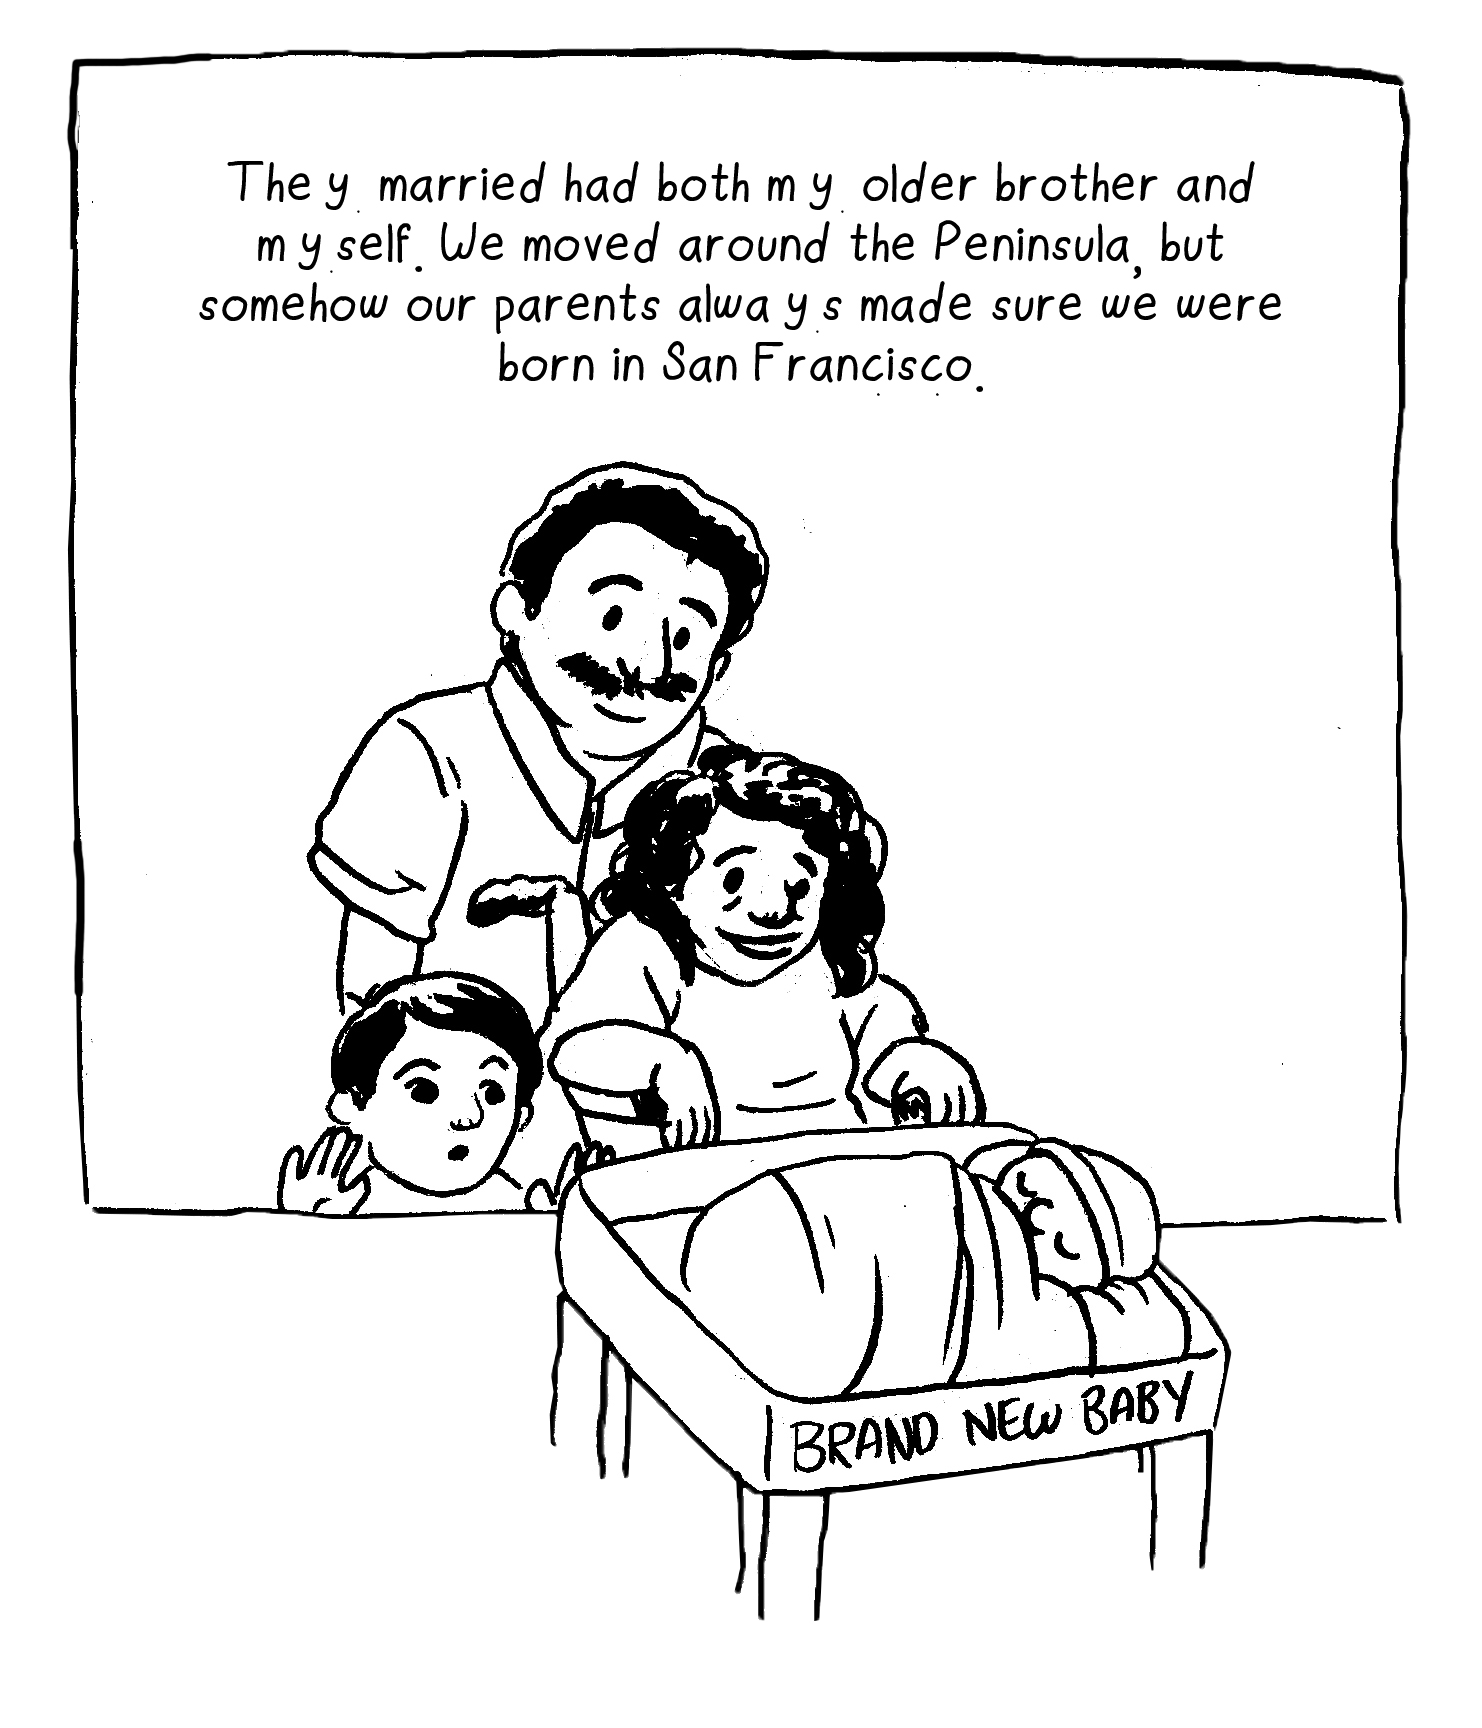 They married had both my older brother and
myself. We moved around the Peninsula, but
somehow our parents always made sure we were
born in San Francisco.
BRAND NEW BABY